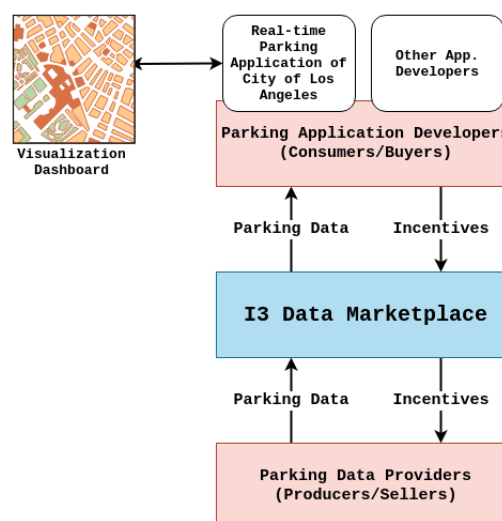 Real-time
Parking
Application of
City of Los
Angeles
Other App.
Developers
Visualization
Dashboard
Parking Application Developers
(Consumers/Buyers)
Parking Data
Incentives
I3 Data Marketplace
Parking Data
Incentives
Parking Data Providers
(Producers/Sellers)